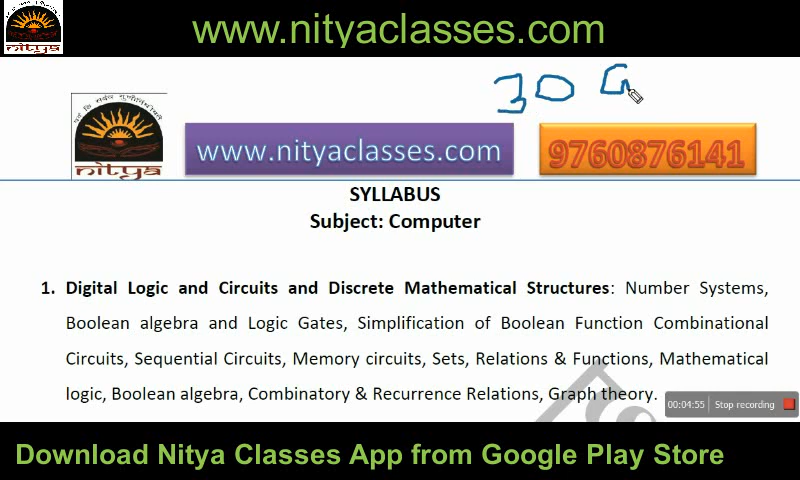 nitya
www.nityaclasses.com
30 G
nitya
www.nityaclasses.com
9760876141
SYLLABUS
Subject: Computer
1. Digital Logic and Circuits and Discrete Mathematical Structures: Number Systems,
Boolean algebra and Logic Gates, Simplification of Boolean Function Combinational
Circuits, Sequential Circuits, Memory circuits, Sets, Relations & Functions, Mathematical
logic, Boolean algebra, Combinatory & Recurrence Relations, Graph theory.
00:04:55 Stop recording
Download Nitya Classes App from Google Play Store